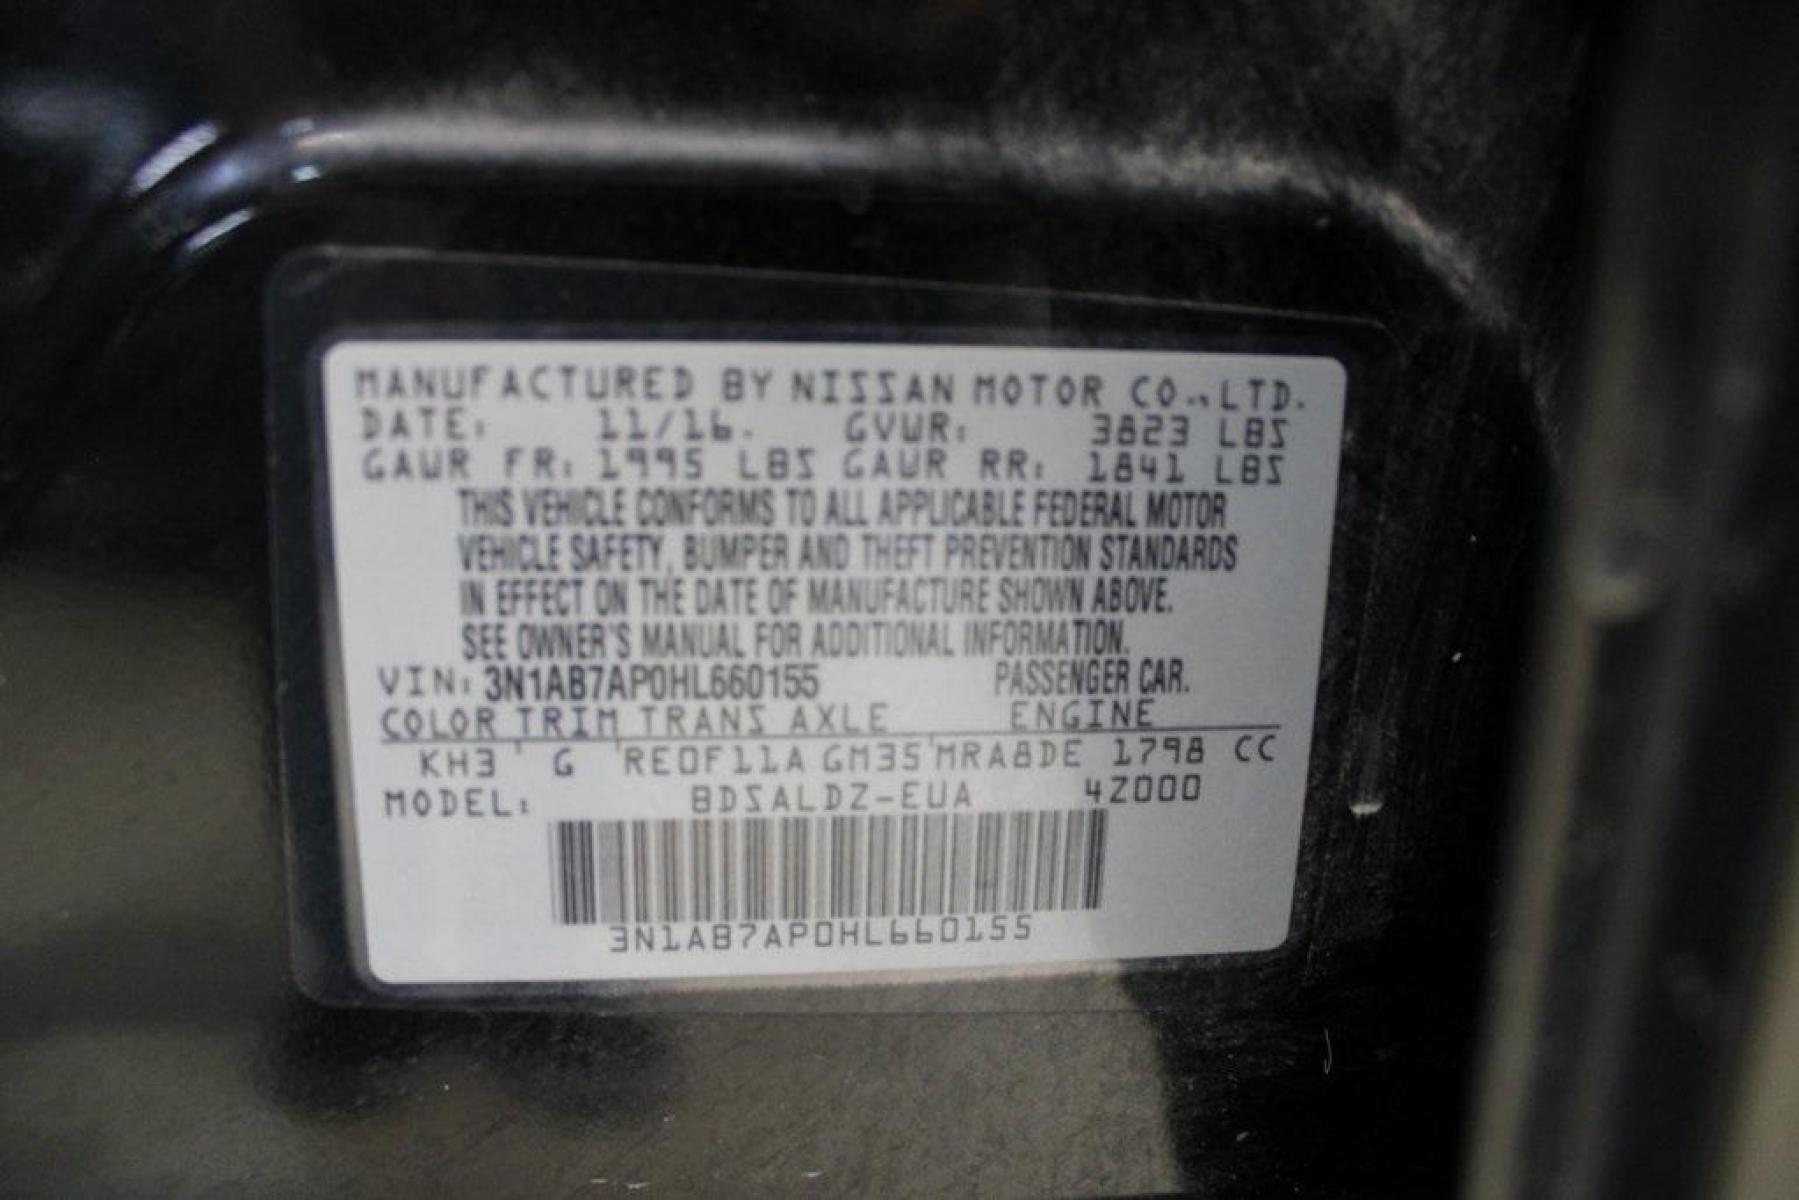 MANUFACTURED BY NISSAN MOTOR CO.,LTD.
DATE: 11/16. GVWR: 3823 LBS
GAWR FR: 1995 LBS GAWR RR: 1841 LBS
THIS VEHICLE CONFORMS TO ALL APPLICABLE FEDERAL MOTOR
VEHICLE SAFETY, BUMPER AND THEFT PREVENTION STANDARDS
IN EFFECT ON THE DATE OF MANUFACTURE SHOWN ABOVE.
SEE OWNER'S MANUAL FOR ADDITIONAL INFORMATION.
VIN: 3N1AB7AP0HL660155 PASSENGER CAR.
COLOR TRIM TRANS AXLE ENGINE
KH3 G RE0F11A GM35 MRA8DE 1798 CC
MODEL: BDSALDZ-EUA 4Z000
3N1AB7AP0HL660155